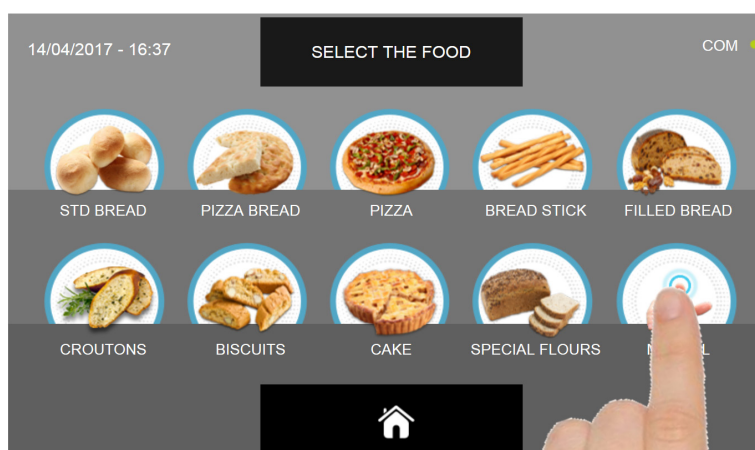 14/04/2017 - 16:37
SELECT THE FOOD
COM
STD BREAD
PIZZA BREAD
PIZZA
BREAD STICK
FILLED BREAD
CROUTONS
BISCUITS
CAKE
SPECIAL FLOURS